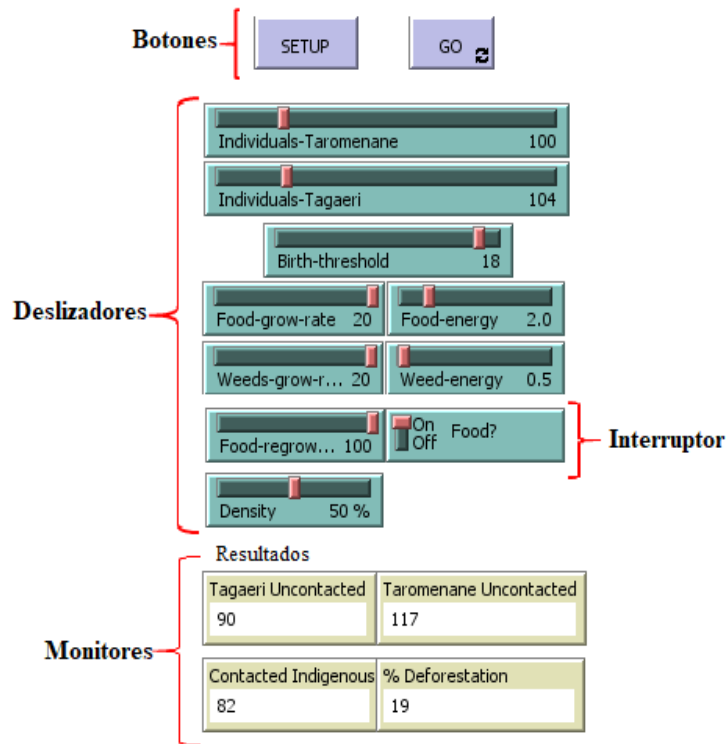 Botones
SETUP
GO
Deslizadores
Individuals-Taromenane 100
Individuals-Tagaeri 104
Birth-threshold 18
Food-grow-rate 20
Food-energy 2.0
Weeds-grow-r... 20
Weed-energy 0.5
Food-regrow... 100
On
Off
Food?
Interruptor
Density 50 %
Resultados
Monitores
Tagaeri Uncontacted
90
Taromenane Uncontacted
117
Contacted Indigenous
82
% Deforestation
19